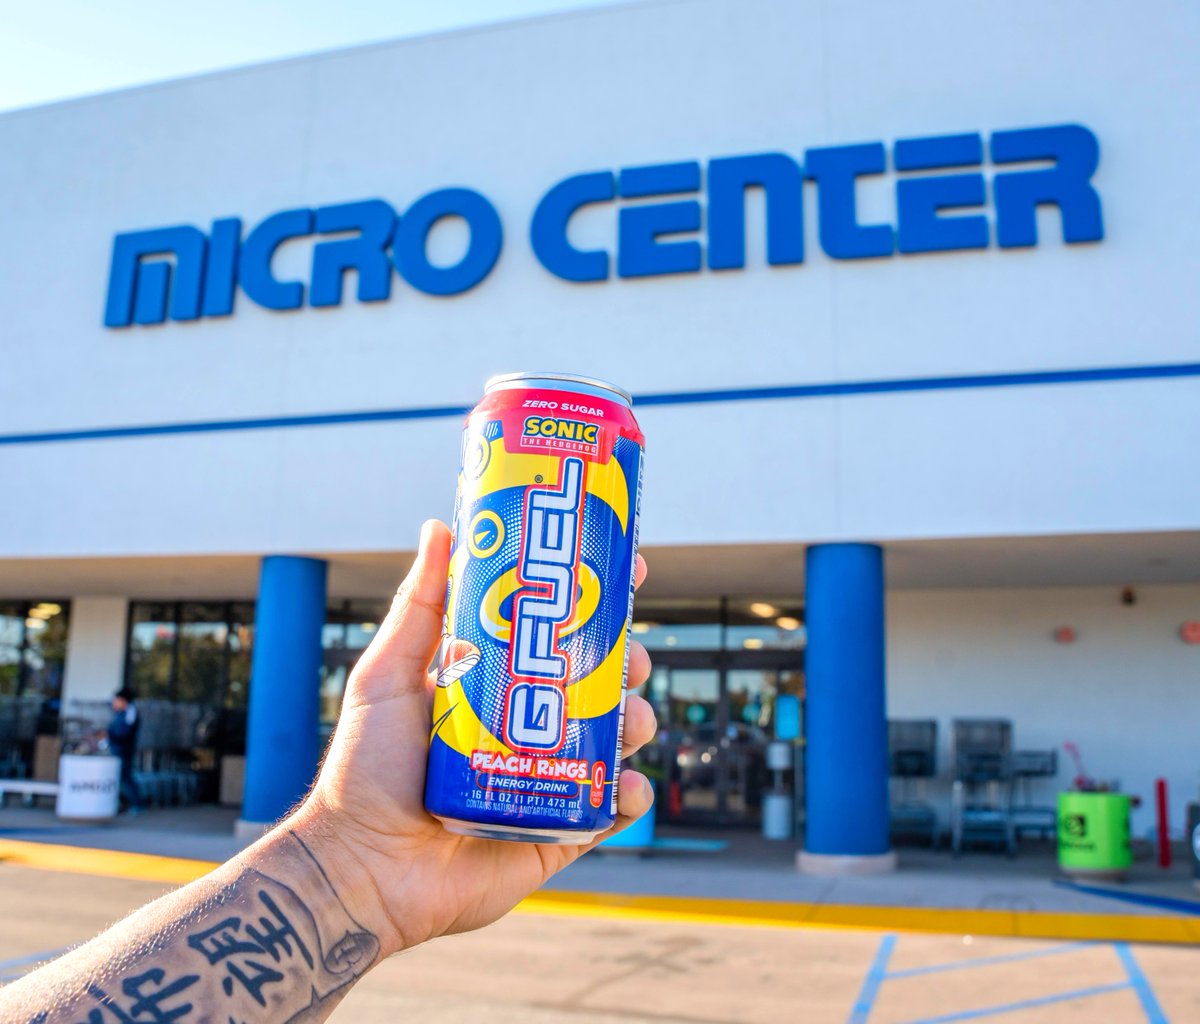 MICRO CENTER
ZERO SUGAR
SONIC
THE HEDGEHOG
G FUEL
PEACH RINGS
ENERGY DRINK
16 FL OZ (1 PT) 473 mL
CONTAINS NATURAL AND ARTIFICIAL FLAVORS
0